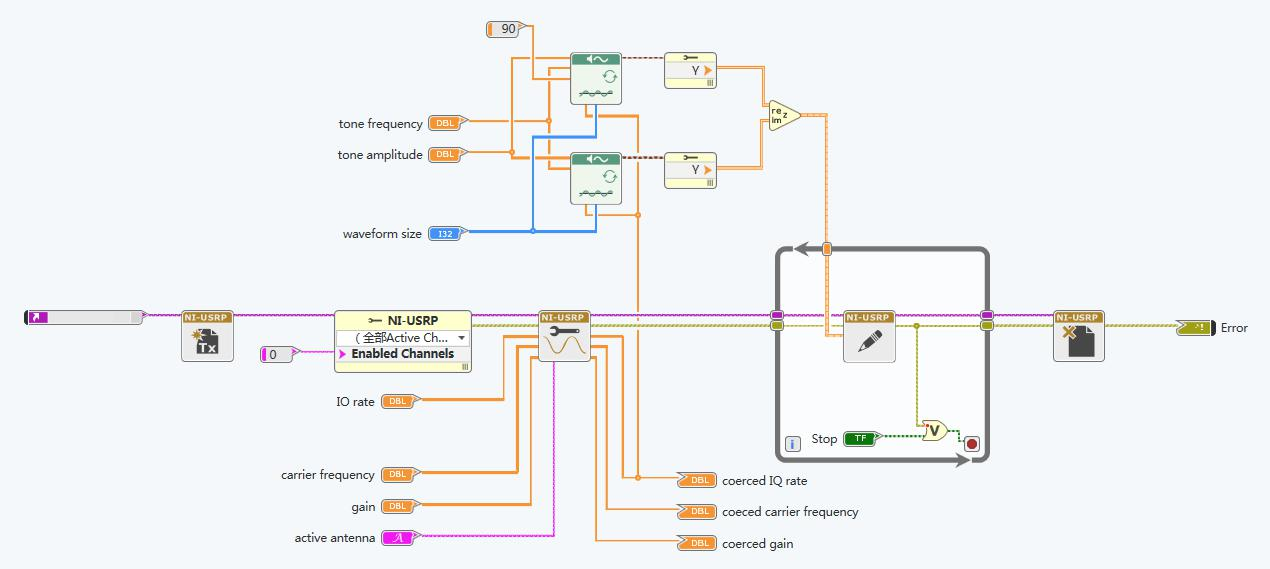 90
Y
tone frequency DBL
re
im z
tone amplitude DBL
Y
waveform size I32
NI-USRP
Tx
NI-USRP
(全部Active Ch...
0
Enabled Channels
NI-USRP
NI-USRP
NI-USRP
! Error
IO rate DBL
i
Stop TF
V
carrier frequency DBL
DBL coerced IQ rate
gain DBL
DBL coeced carrier frequency
active antenna A
DBL coerced gain